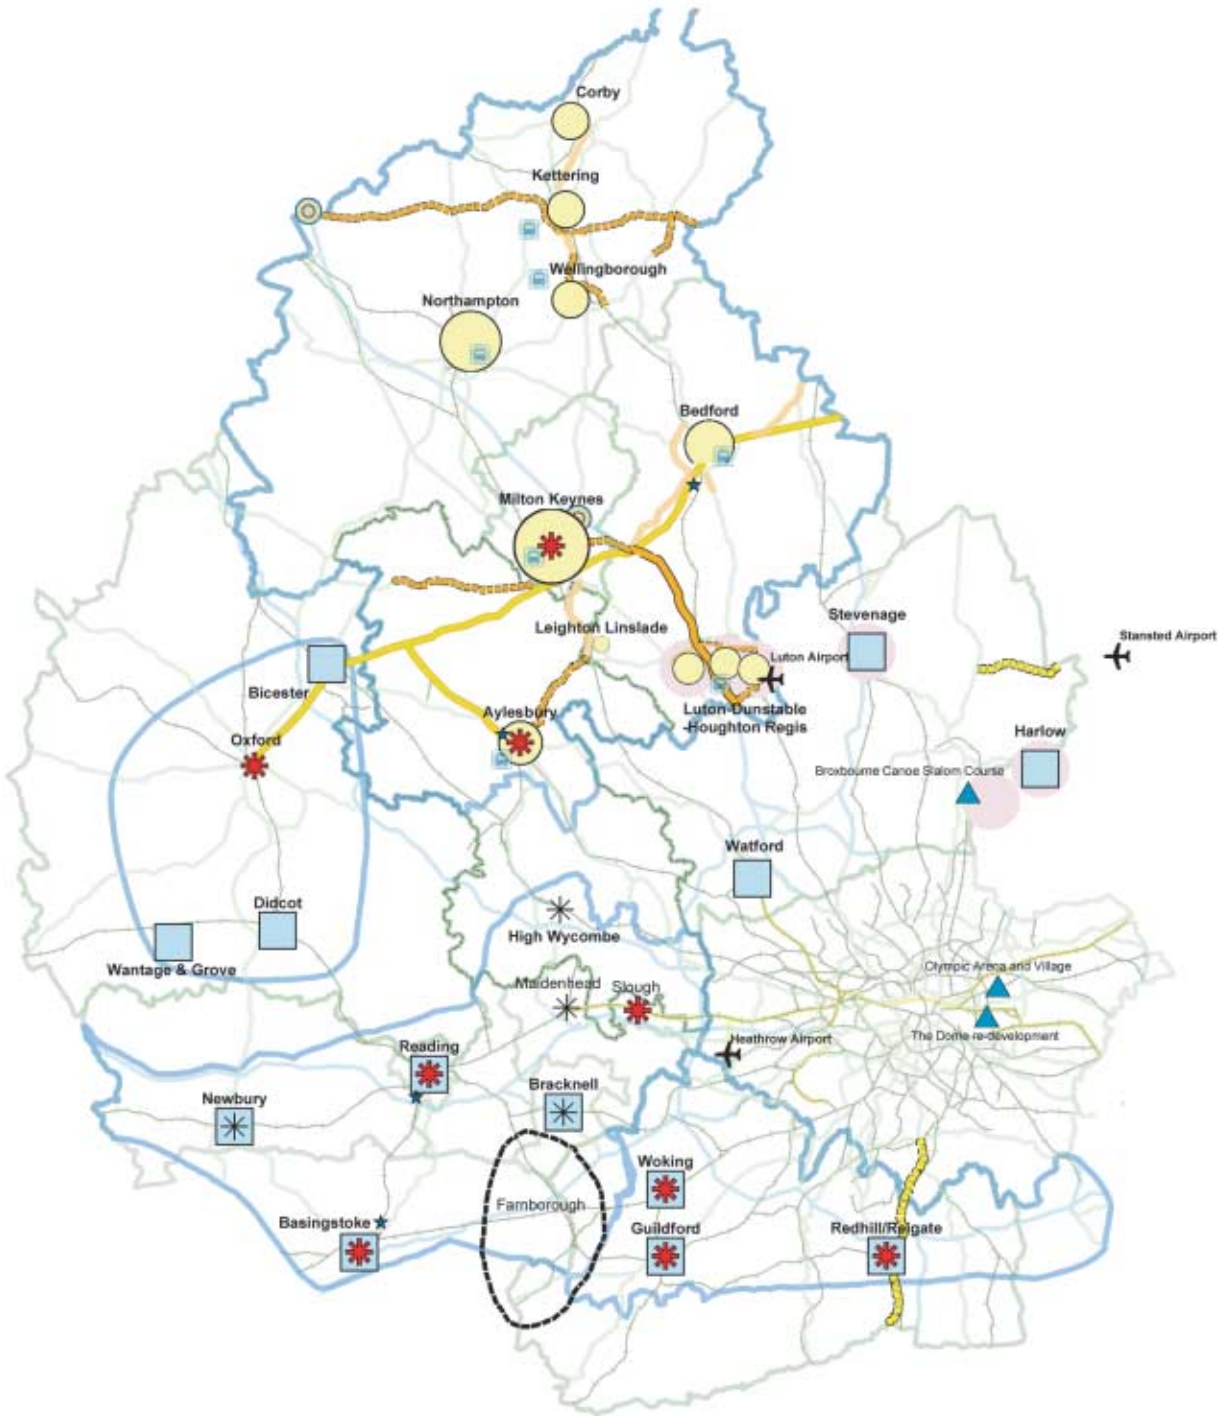 Corby
Kettering
Wellingborough
Northampton
Bedford
Milton Keynes
Leighton Linslade
Stevenage
Stansted Airport
Luton Airport
Bicester
Luton-Dunstable
-Houghton Regis
Aylesbury
Oxford
Harlow
Broxbourne Canoe Slalom Course
Watford
Didcot
High Wycombe
Wantage & Grove
Olympic Arena and Village
Maidenhead
Slough
The Dome re-development
Heathrow Airport
Reading
Bracknell
Newbury
Woking
Farnborough
Basingstoke
Guildford
Redhill/Reigate